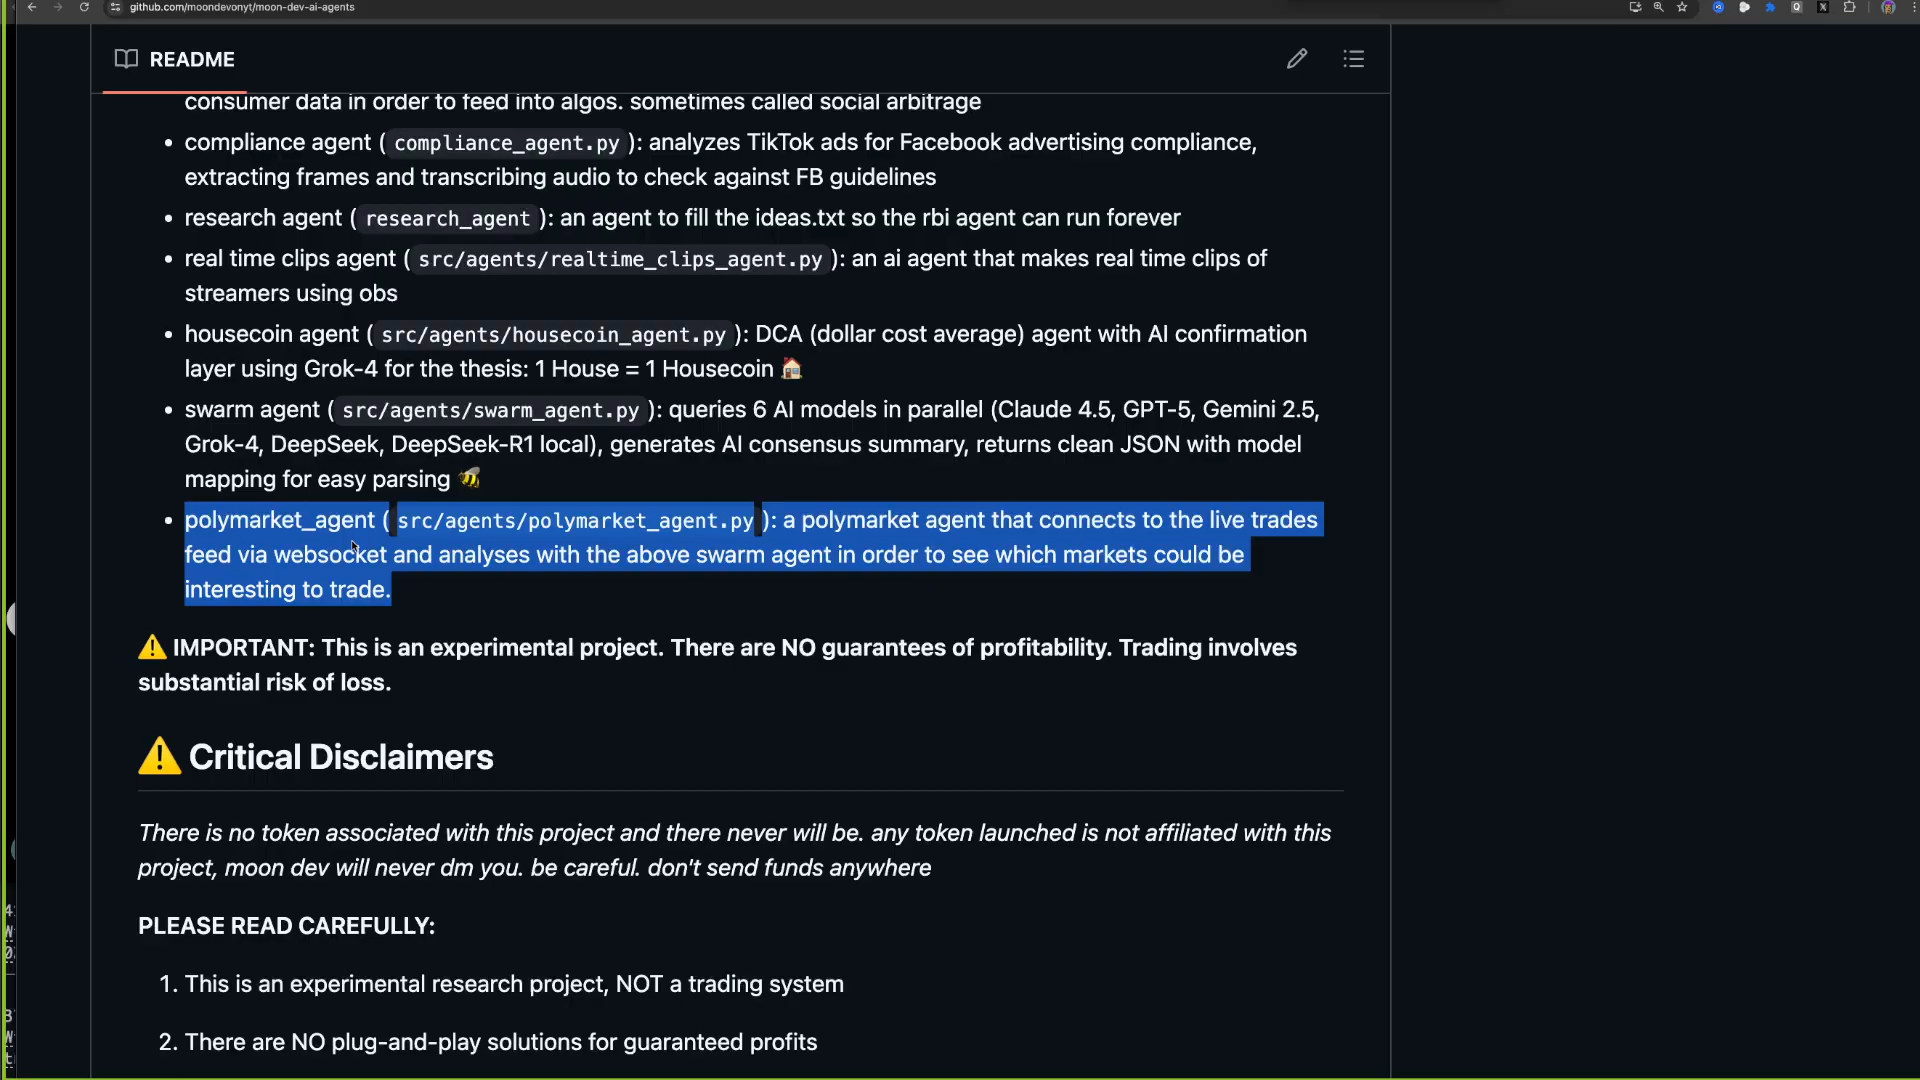 github.com/moondevonyt/moon-dev-ai-agents
README
consumer data in order to feed into algos. sometimes called social arbitrage
• compliance agent ( compliance_agent.py ): analyzes TikTok ads for Facebook advertising compliance,
extracting frames and transcribing audio to check against FB guidelines
• research agent ( research_agent ): an agent to fill the ideas.txt so the rbi agent can run forever
• real time clips agent ( src/agents/realtime_clips_agent.py ): an ai agent that makes real time clips of
streamers using obs
• housecoin agent ( src/agents/housecoin_agent.py ): DCA (dollar cost average) agent with AI confirmation
layer using Grok-4 for the thesis: 1 House = 1 Housecoin 🏠
• swarm agent ( src/agents/swarm_agent.py ): queries 6 AI models in parallel (Claude 4.5, GPT-5, Gemini 2.5,
Grok-4, DeepSeek, DeepSeek-R1 local), generates AI consensus summary, returns clean JSON with model
mapping for easy parsing 🐝
• polymarket_agent ( src/agents/polymarket_agent.py ): a polymarket agent that connects to the live trades
feed via websocket and analyses with the above swarm agent in order to see which markets could be
interesting to trade.
⚠️ IMPORTANT: This is an experimental project. There are NO guarantees of profitability. Trading involves
substantial risk of loss.
⚠️ Critical Disclaimers
There is no token associated with this project and there never will be. any token launched is not affiliated with this
project, moon dev will never dm you. be careful. don't send funds anywhere
PLEASE READ CAREFULLY:
1. This is an experimental research project, NOT a trading system
2. There are NO plug-and-play solutions for guaranteed profits